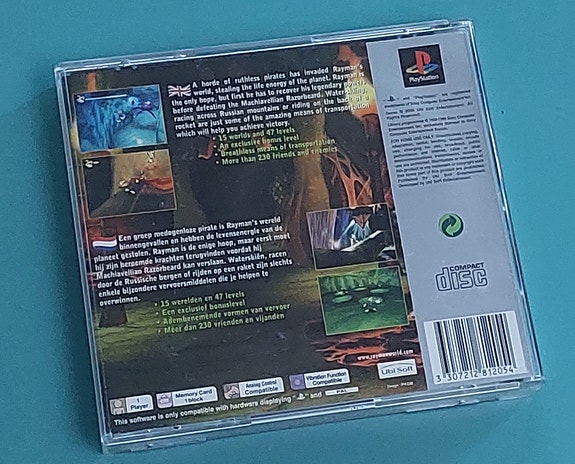 A horde of ruthless pirates has invaded Rayman's
world, stealing the life energy of the planet. Rayman is
the only hope, but first he has to recover his legendary powers
before defeating the Machiavellian Razorbeard. Waterskiing,
racing across Russian mountains or riding on the back of a
rocket are just some of the amazing means of transportation
which will help you achieve victory.
• 15 worlds and 47 levels
• An exclusive bonus level
• Breathless means of transportation
• More than 230 friends and enemies
Een groep medogenloze pirate is Rayman's wereld
binnengevallen en hebben de levensenergie van de
planeet gestolen. Rayman is de enige hoop, maar eerst moet
hij zijn beroemde krachten terugvinden voordat hij
Machiavellian Razorbeard kan verslaan. Waterskiën, racen
door de Russische bergen of rijden op een raket zijn slechts
enkele bijzondere vervoersmiddelen die je helpen te
overwinnen.
• 15 werelden en 47 levels
• Een exclusief bonuslevel
• Adembenemende vormen van vervoer
• Meer dan 230 vrienden en vijanden
www.raymanworld.com
1
Player
Memory Card
1 block
Analog Control
Compatible
Vibration Function
Compatible
Ubi Soft
This software is only compatible with hardware displaying " " and PAL
PlayStation
COMPACT
disc
3 307212 812054